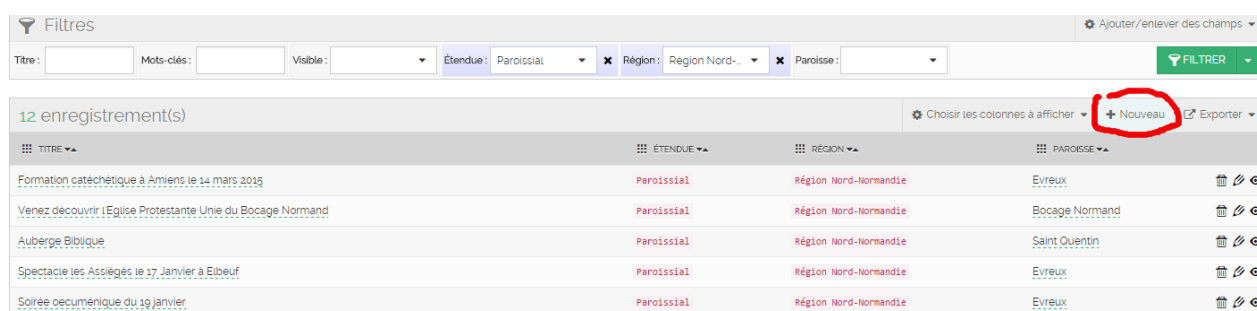 Filtres Ajouter/enlever des champs
Titre : Mots-clés : Visible : Étendue : Paroissial Région : Région Nord-... Paroisse : FILTRER
12 enregistrement(s) Choisir les colonnes à afficher + Nouveau Exporter
TITRE ÉTENDUE RÉGION PAROISSE
Formation catéchétique à Amiens le 14 mars 2015 Paroissial Région Nord-Normandie Evreux
Venez découvrir l'Eglise Protestante Unie du Bocage Normand Paroissial Région Nord-Normandie Bocage Normand
Auberge Biblique Paroissial Région Nord-Normandie Saint Quentin
Spectacle les Assiégés le 17 Janvier à Elbeuf Paroissial Région Nord-Normandie Evreux
Soirée oecuménique du 19 janvier Paroissial Région Nord-Normandie Evreux